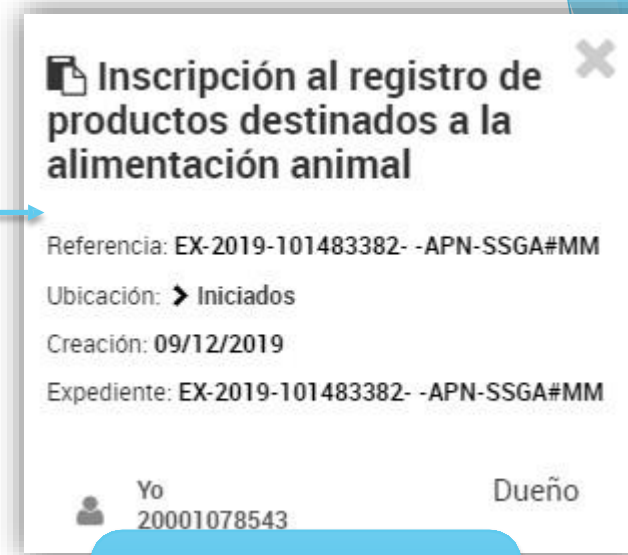 Inscripción al registro de
productos destinados a la
alimentación animal
Referencia: EX-2019-101483382- -APN-SSGA#MM
Ubicación: > Iniciados
Creación: 09/12/2019
Expediente: EX-2019-101483382- -APN-SSGA#MM
Yo Dueño
20001078543